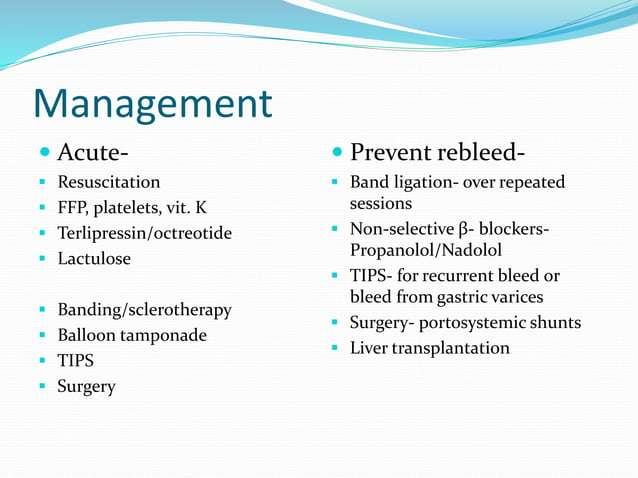 Management
Acute-
Resuscitation
FFP, platelets, vit. K
Terlipressin/octreotide
Lactulose
Banding/sclerotherapy
Balloon tamponade
TIPS
Surgery
Prevent rebleed-
Band ligation- over repeated
sessions
Non-selective β- blockers-
Propanolol/Nadolol
TIPS- for recurrent bleed or
bleed from gastric varices
Surgery- portosystemic shunts
Liver transplantation